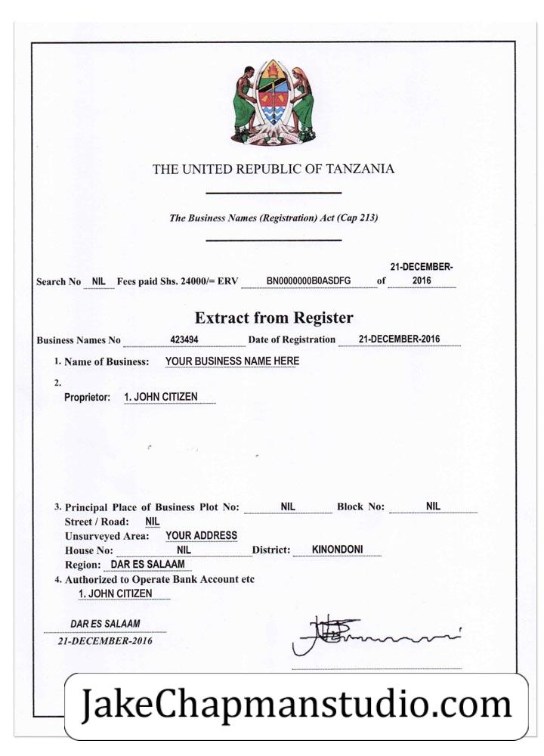 THE UNITED REPUBLIC OF TANZANIA
The Business Names (Registration) Act (Cap 213)
21-DECEMBER-
Search No NIL Fees paid Shs. 24000/= ERV BN0000000B0ASDFG of 2016
Extract from Register
Business Names No 423494 Date of Registration 21-DECEMBER-2016
1. Name of Business: YOUR BUSINESS NAME HERE
2.
Proprietor: 1. JOHN CITIZEN
3. Principal Place of Business Plot No: NIL Block No: NIL
Street / Road: NIL
Unsurveyed Area: YOUR ADDRESS
House No: NIL District: KINONDONI
Region: DAR ES SALAAM
4. Authorized to Operate Bank Account etc
1. JOHN CITIZEN
DAR ES SALAAM
21-DECEMBER-2016
JakeChapmanstudio.com